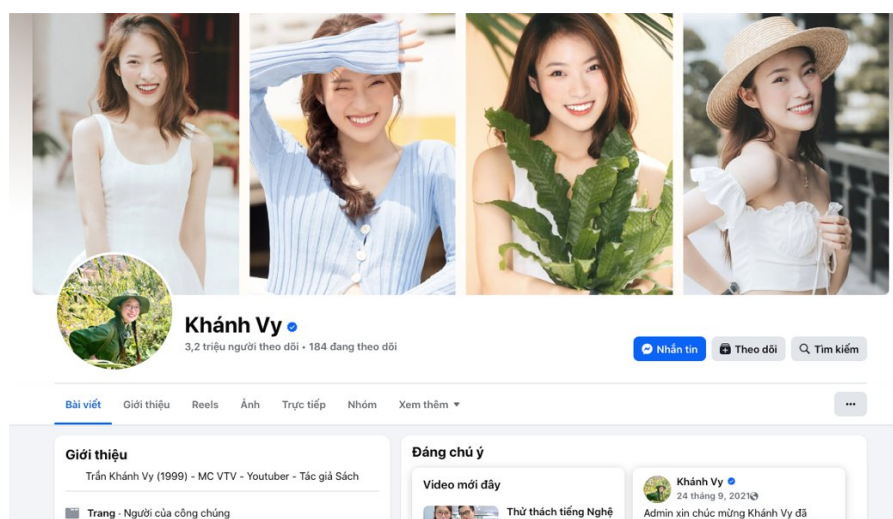 Khánh Vy
3,2 triệu người theo dõi • 184 đang theo dõi
Nhắn tin
Theo dõi
Tìm kiếm
Bài viết
Giới thiệu
Reels
Ảnh
Trực tiếp
Nhóm
Xem thêm
Giới thiệu
Trần Khánh Vy (1999) - MC VTV - Youtuber - Tác giả Sách
Trang · Người của công chúng
Đáng chú ý
Video mới đây
Thử thách tiếng Nghệ
Khánh Vy
24 tháng 9, 2021
Admin xin chúc mừng Khánh Vy đã